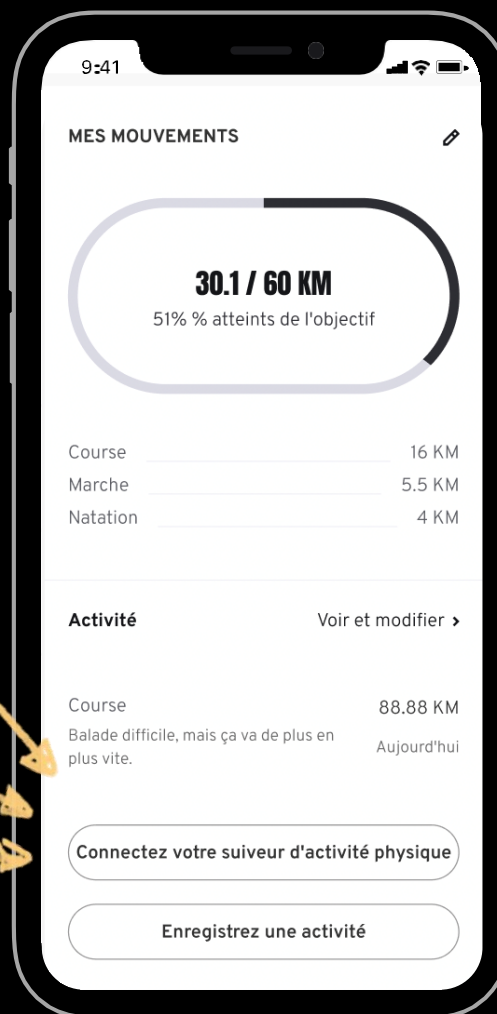 9:41
MES MOUVEMENTS
30.1 / 60 KM
51% % atteints de l'objectif
Course 16 KM
Marche 5.5 KM
Natation 4 KM
Activité Voir et modifier >
Course 88.88 KM
Balade difficile, mais ça va de plus en
plus vite. Aujourd'hui
Connectez votre suiveur d'activité physique
Enregistrez une activité